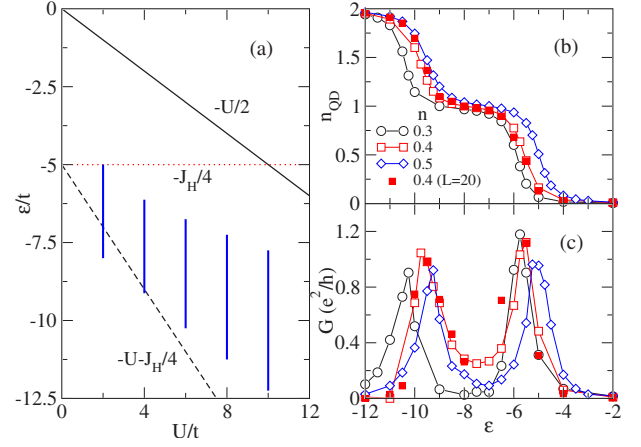 0
-2.5
-5
-7.5
-10
-12.5
ε/t
0
4
8
12
U/t
(a)
-U/2
-J_H/4
-U-J_H/4
2
1.5
1
0.5
0
n_QD
(b)
n
0.3
0.4
0.5
0.4 (L=20)
1.2
0.8
0.4
0
G (e²/h)
(c)
-12
-10
-8
-6
-4
-2
ε